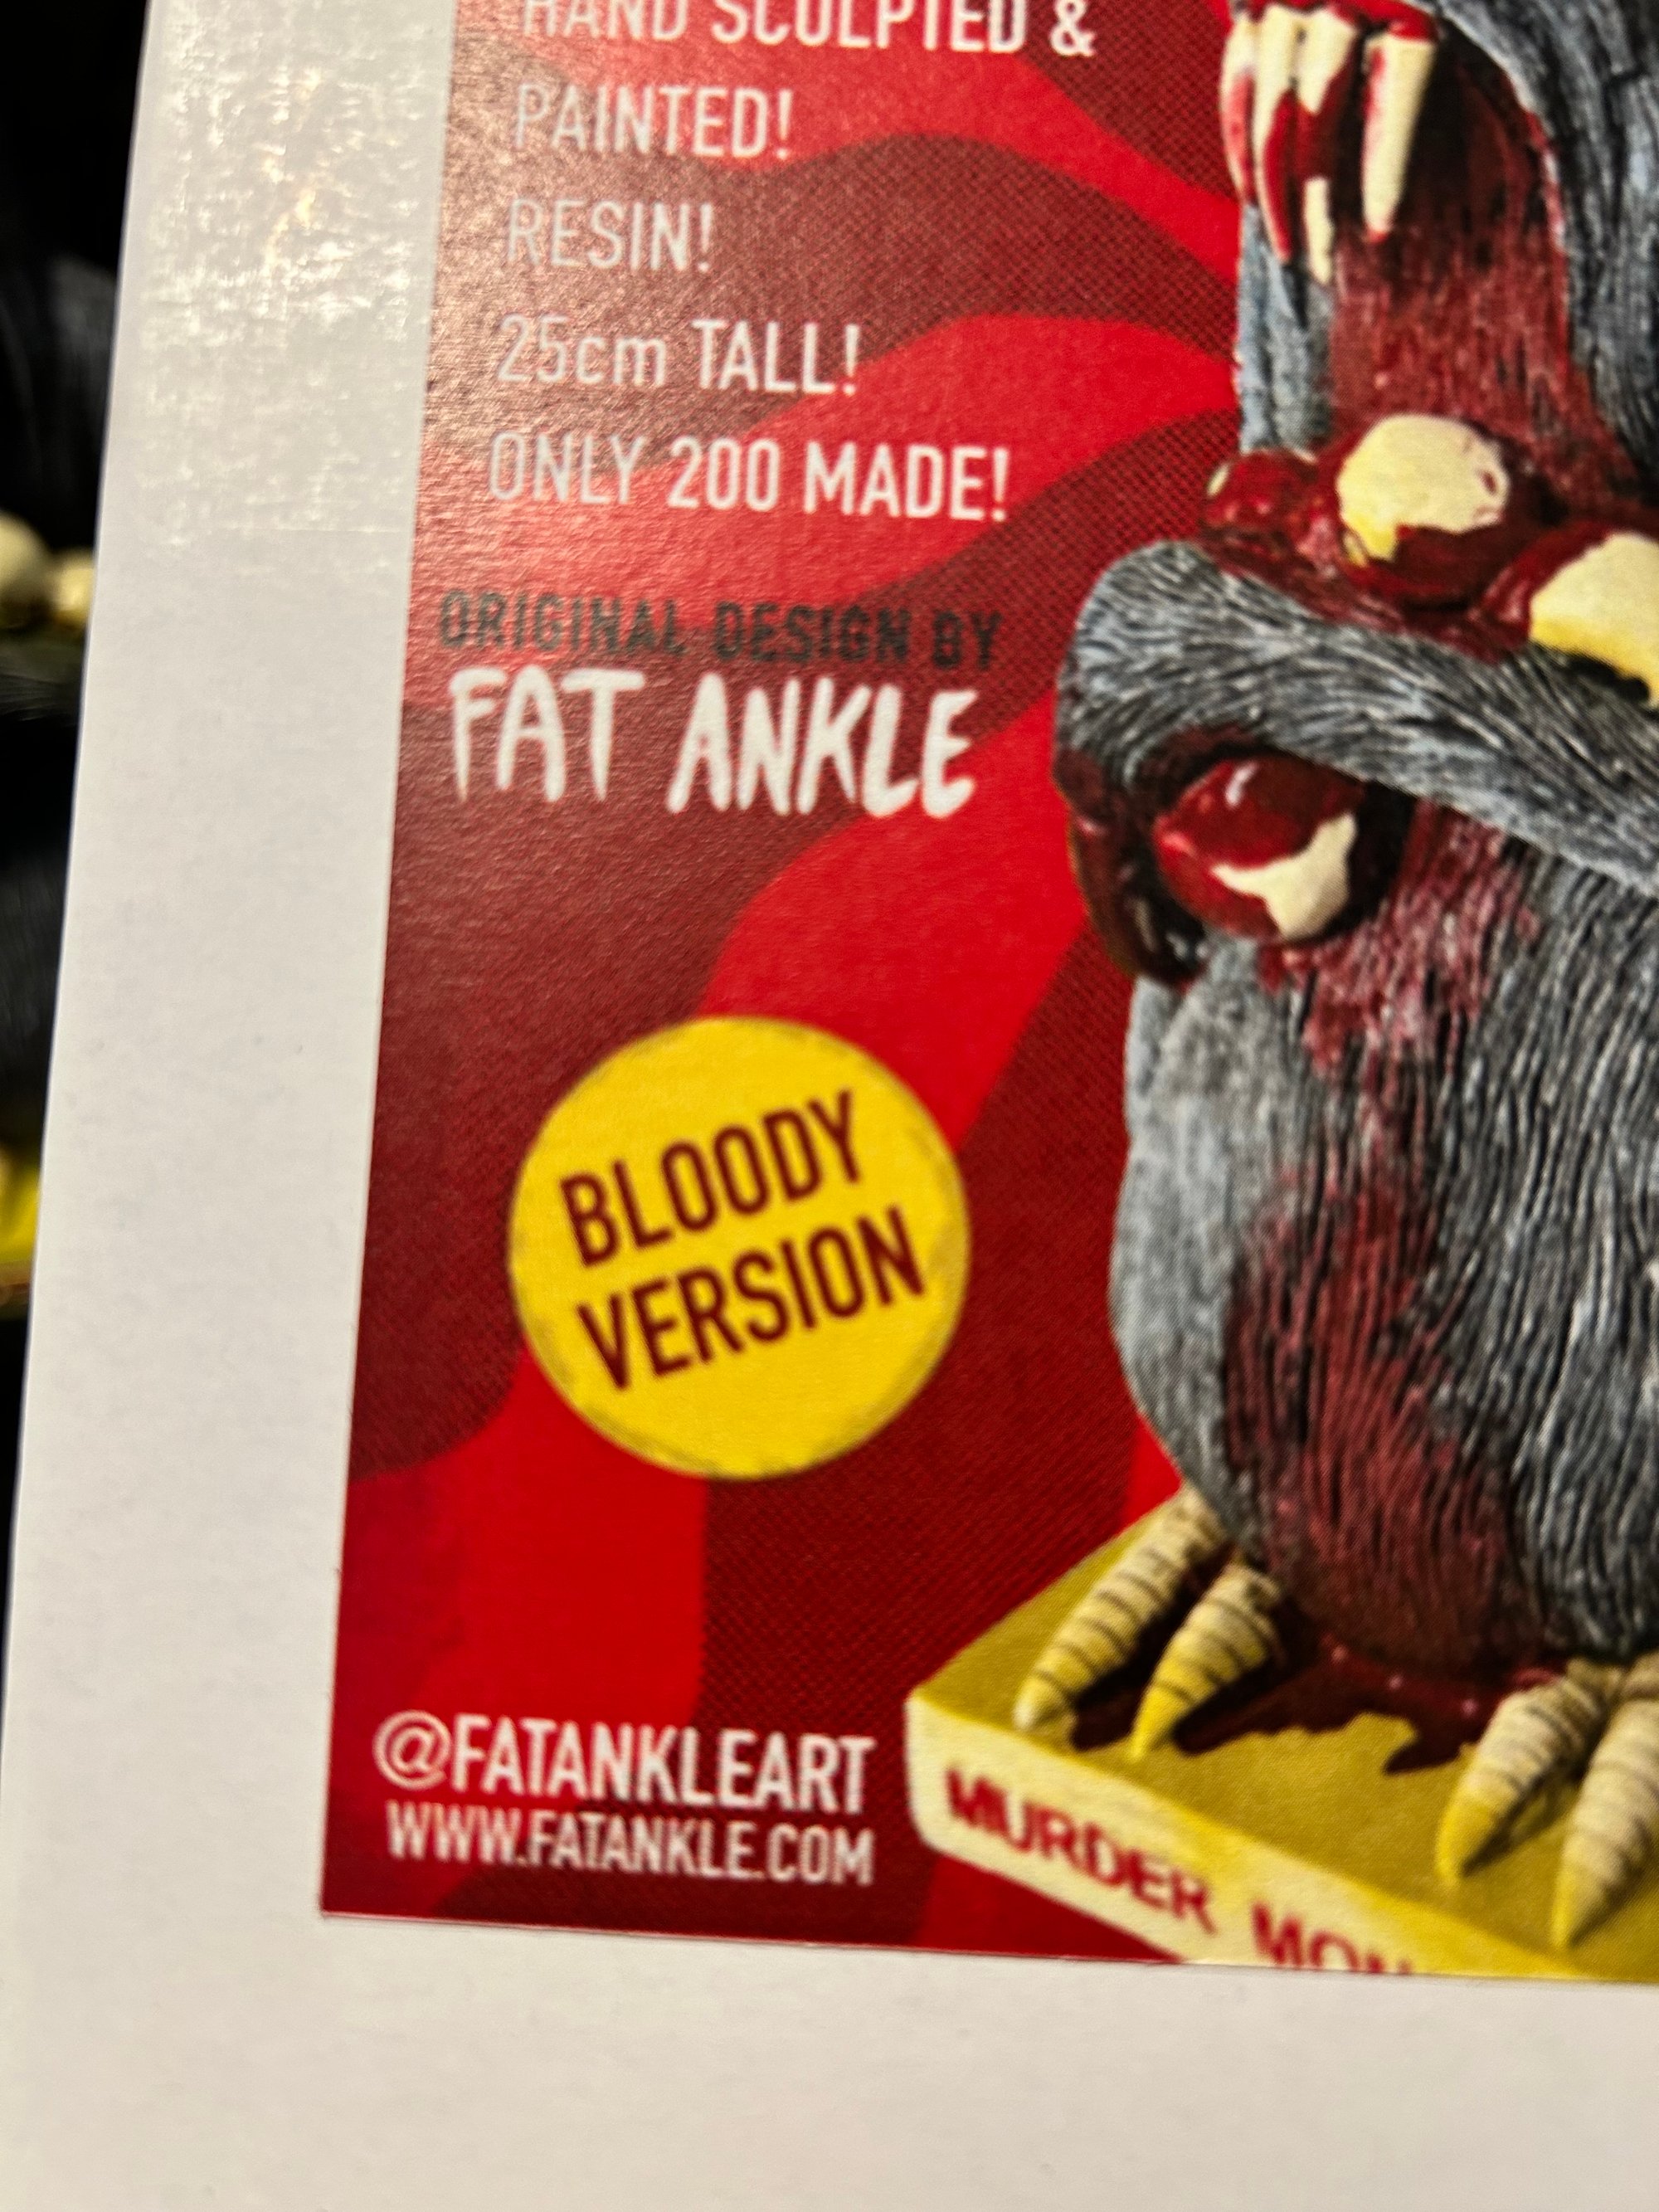 HAND SCULPTED &
PAINTED!
RESIN!
25cm TALL!
ONLY 200 MADE!
ORIGINAL DESIGN BY
FAT ANKLE
BLOODY
VERSION
@FATANKLEART
WWW.FATANKLE.COM
MURDER MON